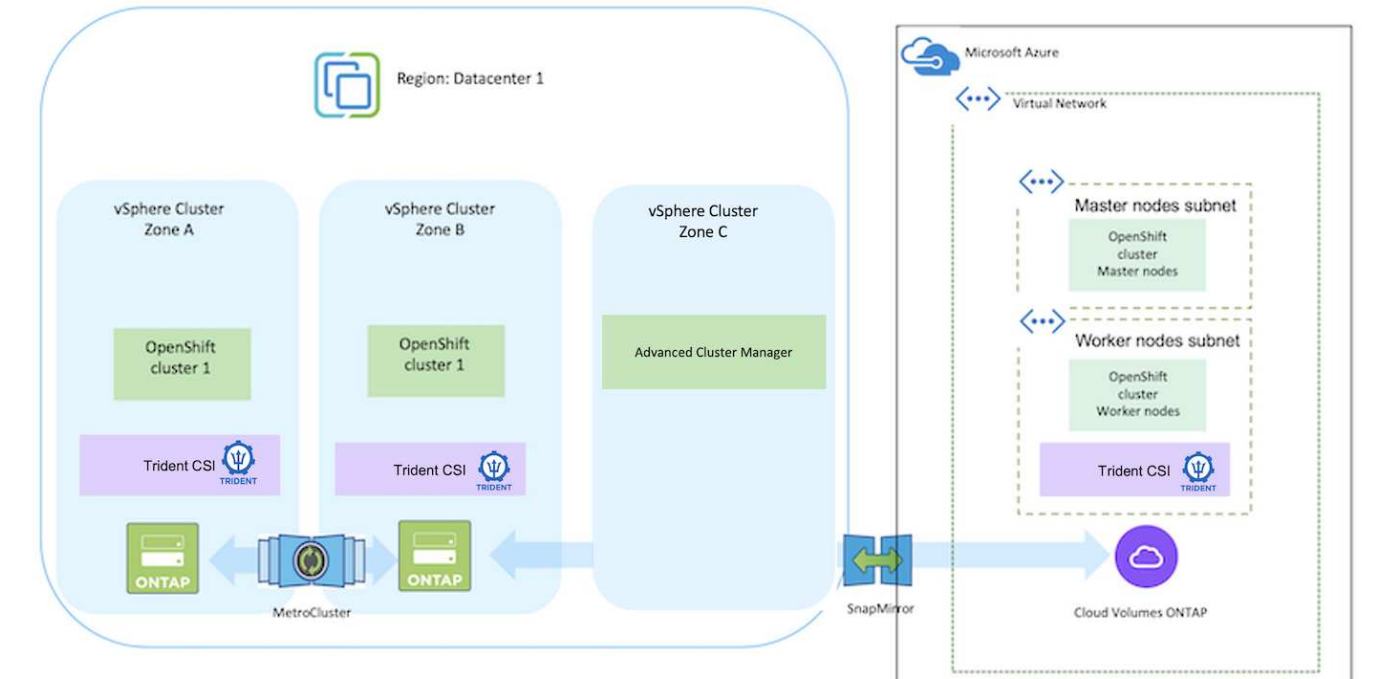 Region: Datacenter 1
vSphere Cluster
Zone A
OpenShift
cluster 1
Trident CSI
TRIDENT
ONTAP
MetroCluster
vSphere Cluster
Zone B
OpenShift
cluster 1
Trident CSI
TRIDENT
ONTAP
vSphere Cluster
Zone C
Advanced Cluster Manager
SnapMirror
Microsoft Azure
Virtual Network
Master nodes subnet
OpenShift
cluster
Master nodes
Worker nodes subnet
OpenShift
cluster
Worker nodes
Trident CSI
TRIDENT
Cloud Volumes ONTAP